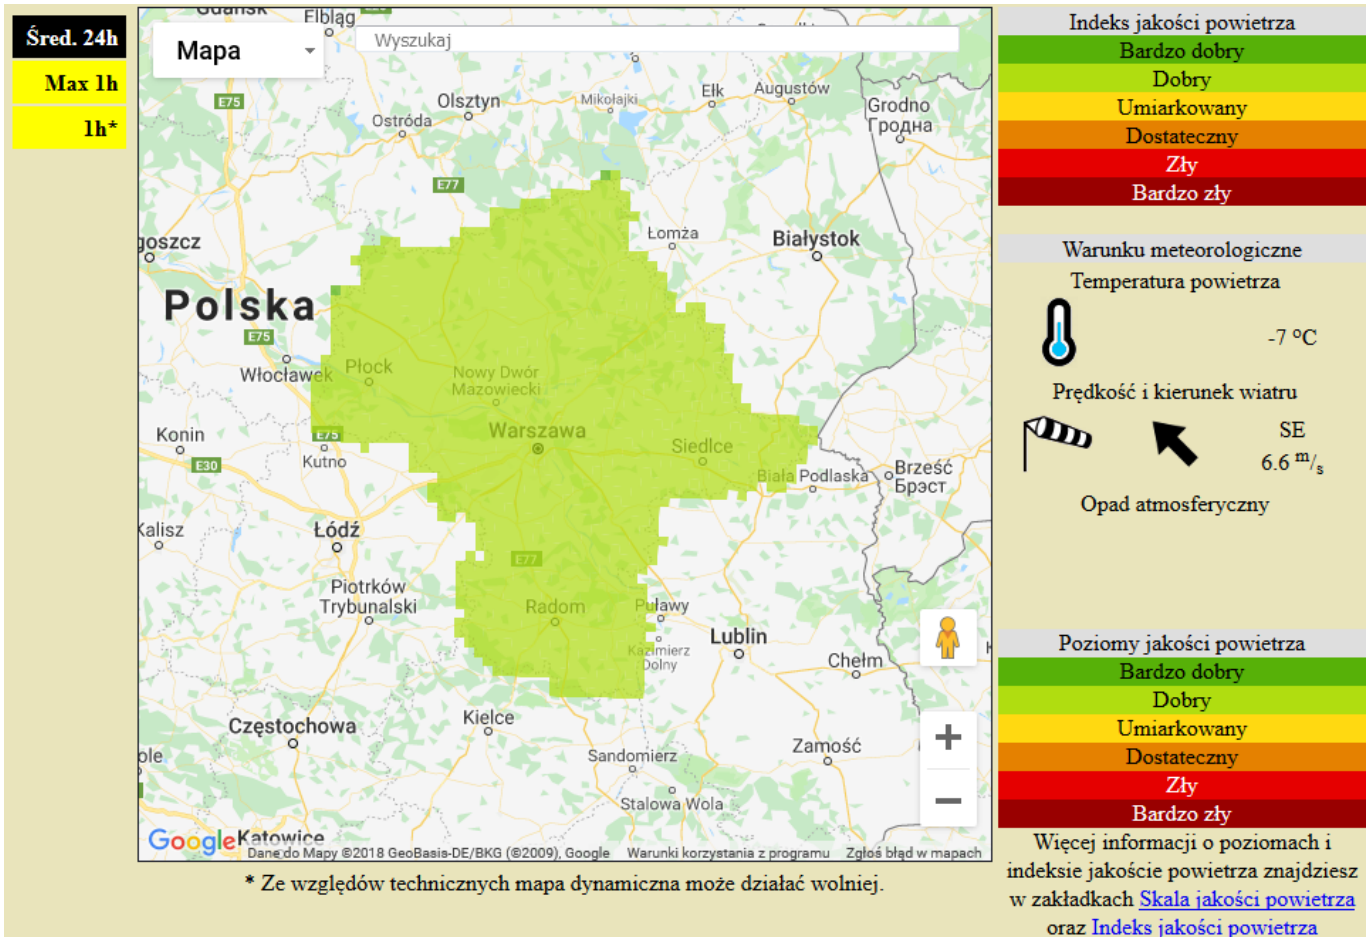 Śred. 24h
Max 1h
1h*
Mapa
Wyszukaj
Gdańsk
Elbląg
E75
Olsztyn
Mikołajki
Ełk
Augustów
Ostróda
Grodno
Гродна
E77
goszcz
Łomża
Białystok
Polska
E75
Włocławek
Płock
Nowy Dwór
Mazowiecki
Konin
E75
Warszawa
Siedlce
E30
Kutno
Biała Podlaska
Brześć
Брэст
Kalisz
Łódź
E77
Piotrków
Trybunalski
Radom
Puławy
Kazimierz
Dolny
Lublin
Chełm
Kielce
Częstochowa
Zamość
Sandomierz
Stalowa Wola
ole
Google
Katowice
Dane do Mapy ©2018 GeoBasis-DE/BKG (©2009), Google
Warunki korzystania z programu
Zgłoś błąd w mapach
* Ze względów technicznych mapa dynamiczna może działać wolniej.
Indeks jakości powietrza
Bardzo dobry
Dobry
Umiarkowany
Dostateczny
Zły
Bardzo zły
Warunku meteorologiczne
Temperatura powietrza
-7 °C
Prędkość i kierunek wiatru
SE
6.6 m/s
Opad atmosferyczny
Poziomy jakości powietrza
Bardzo dobry
Dobry
Umiarkowany
Dostateczny
Zły
Bardzo zły
Więcej informacji o poziomach i
indeksie jakoście powietrza znajdziesz
w zakładkach Skala jakości powietrza
oraz Indeks jakości powietrza